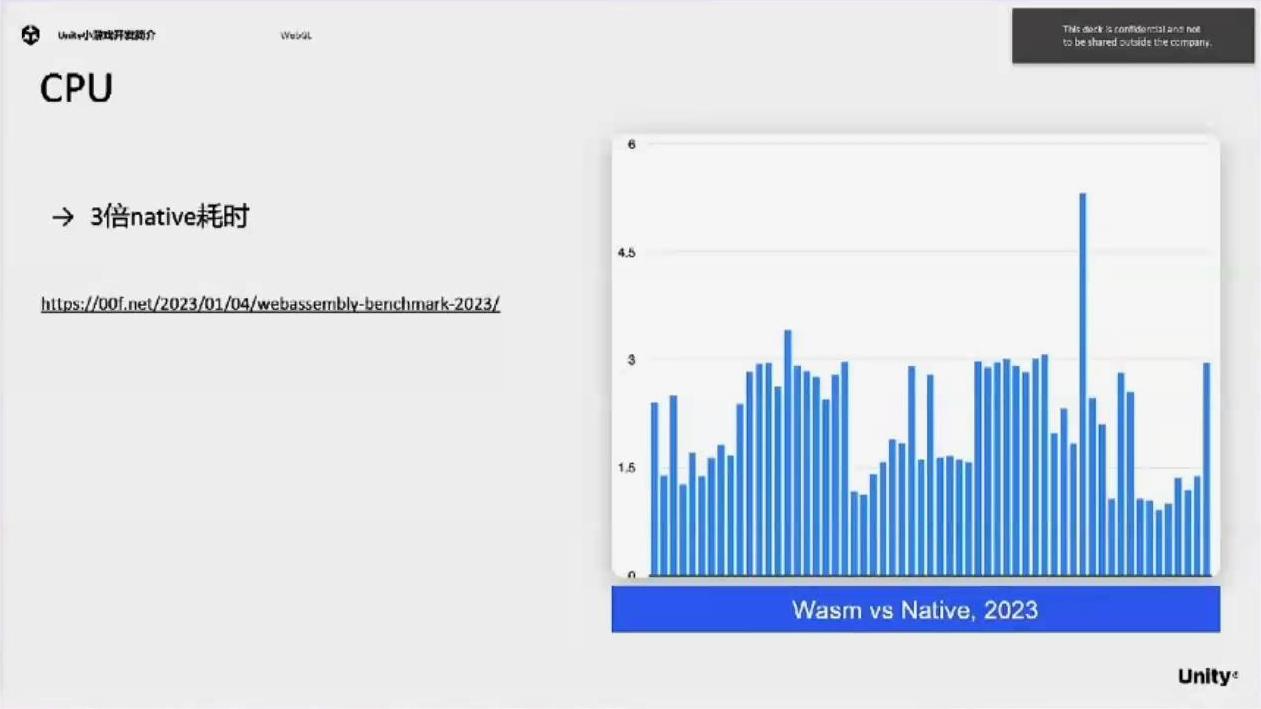 Unity小游戏开发简介
WebGL
This deck is confidential and not
to be shared outside the company.
CPU
→ 3倍native耗时
https://00f.net/2023/01/04/webassembly-benchmark-2023/
6
4.5
3
1.5
0
Wasm vs Native, 2023
Unity